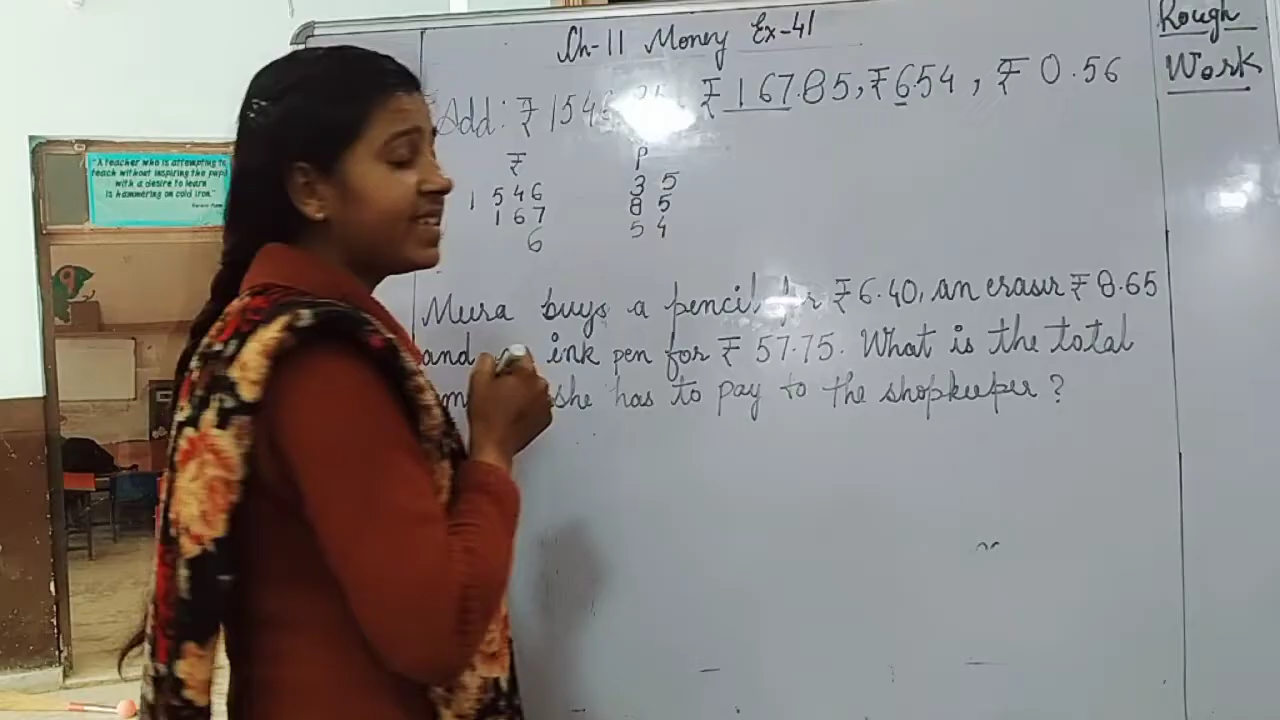 Ch-11 Money Ex-41
Rough
Work
Add: ₹ 1546 ₹ 167.85, ₹ 6.54, ₹ 0.56
₹ P
1 5 4 6 3 5
1 6 7 8 5
6 5 4
Meera buys a pencil for ₹ 6.40, an eraser ₹ 8.65
and ink pen for ₹ 57.75. What is the total
she has to pay to the shopkeeper?
"A teacher who is attempting to
teach without inspiring the pupil
with a desire to learn
is hammering on cold iron."